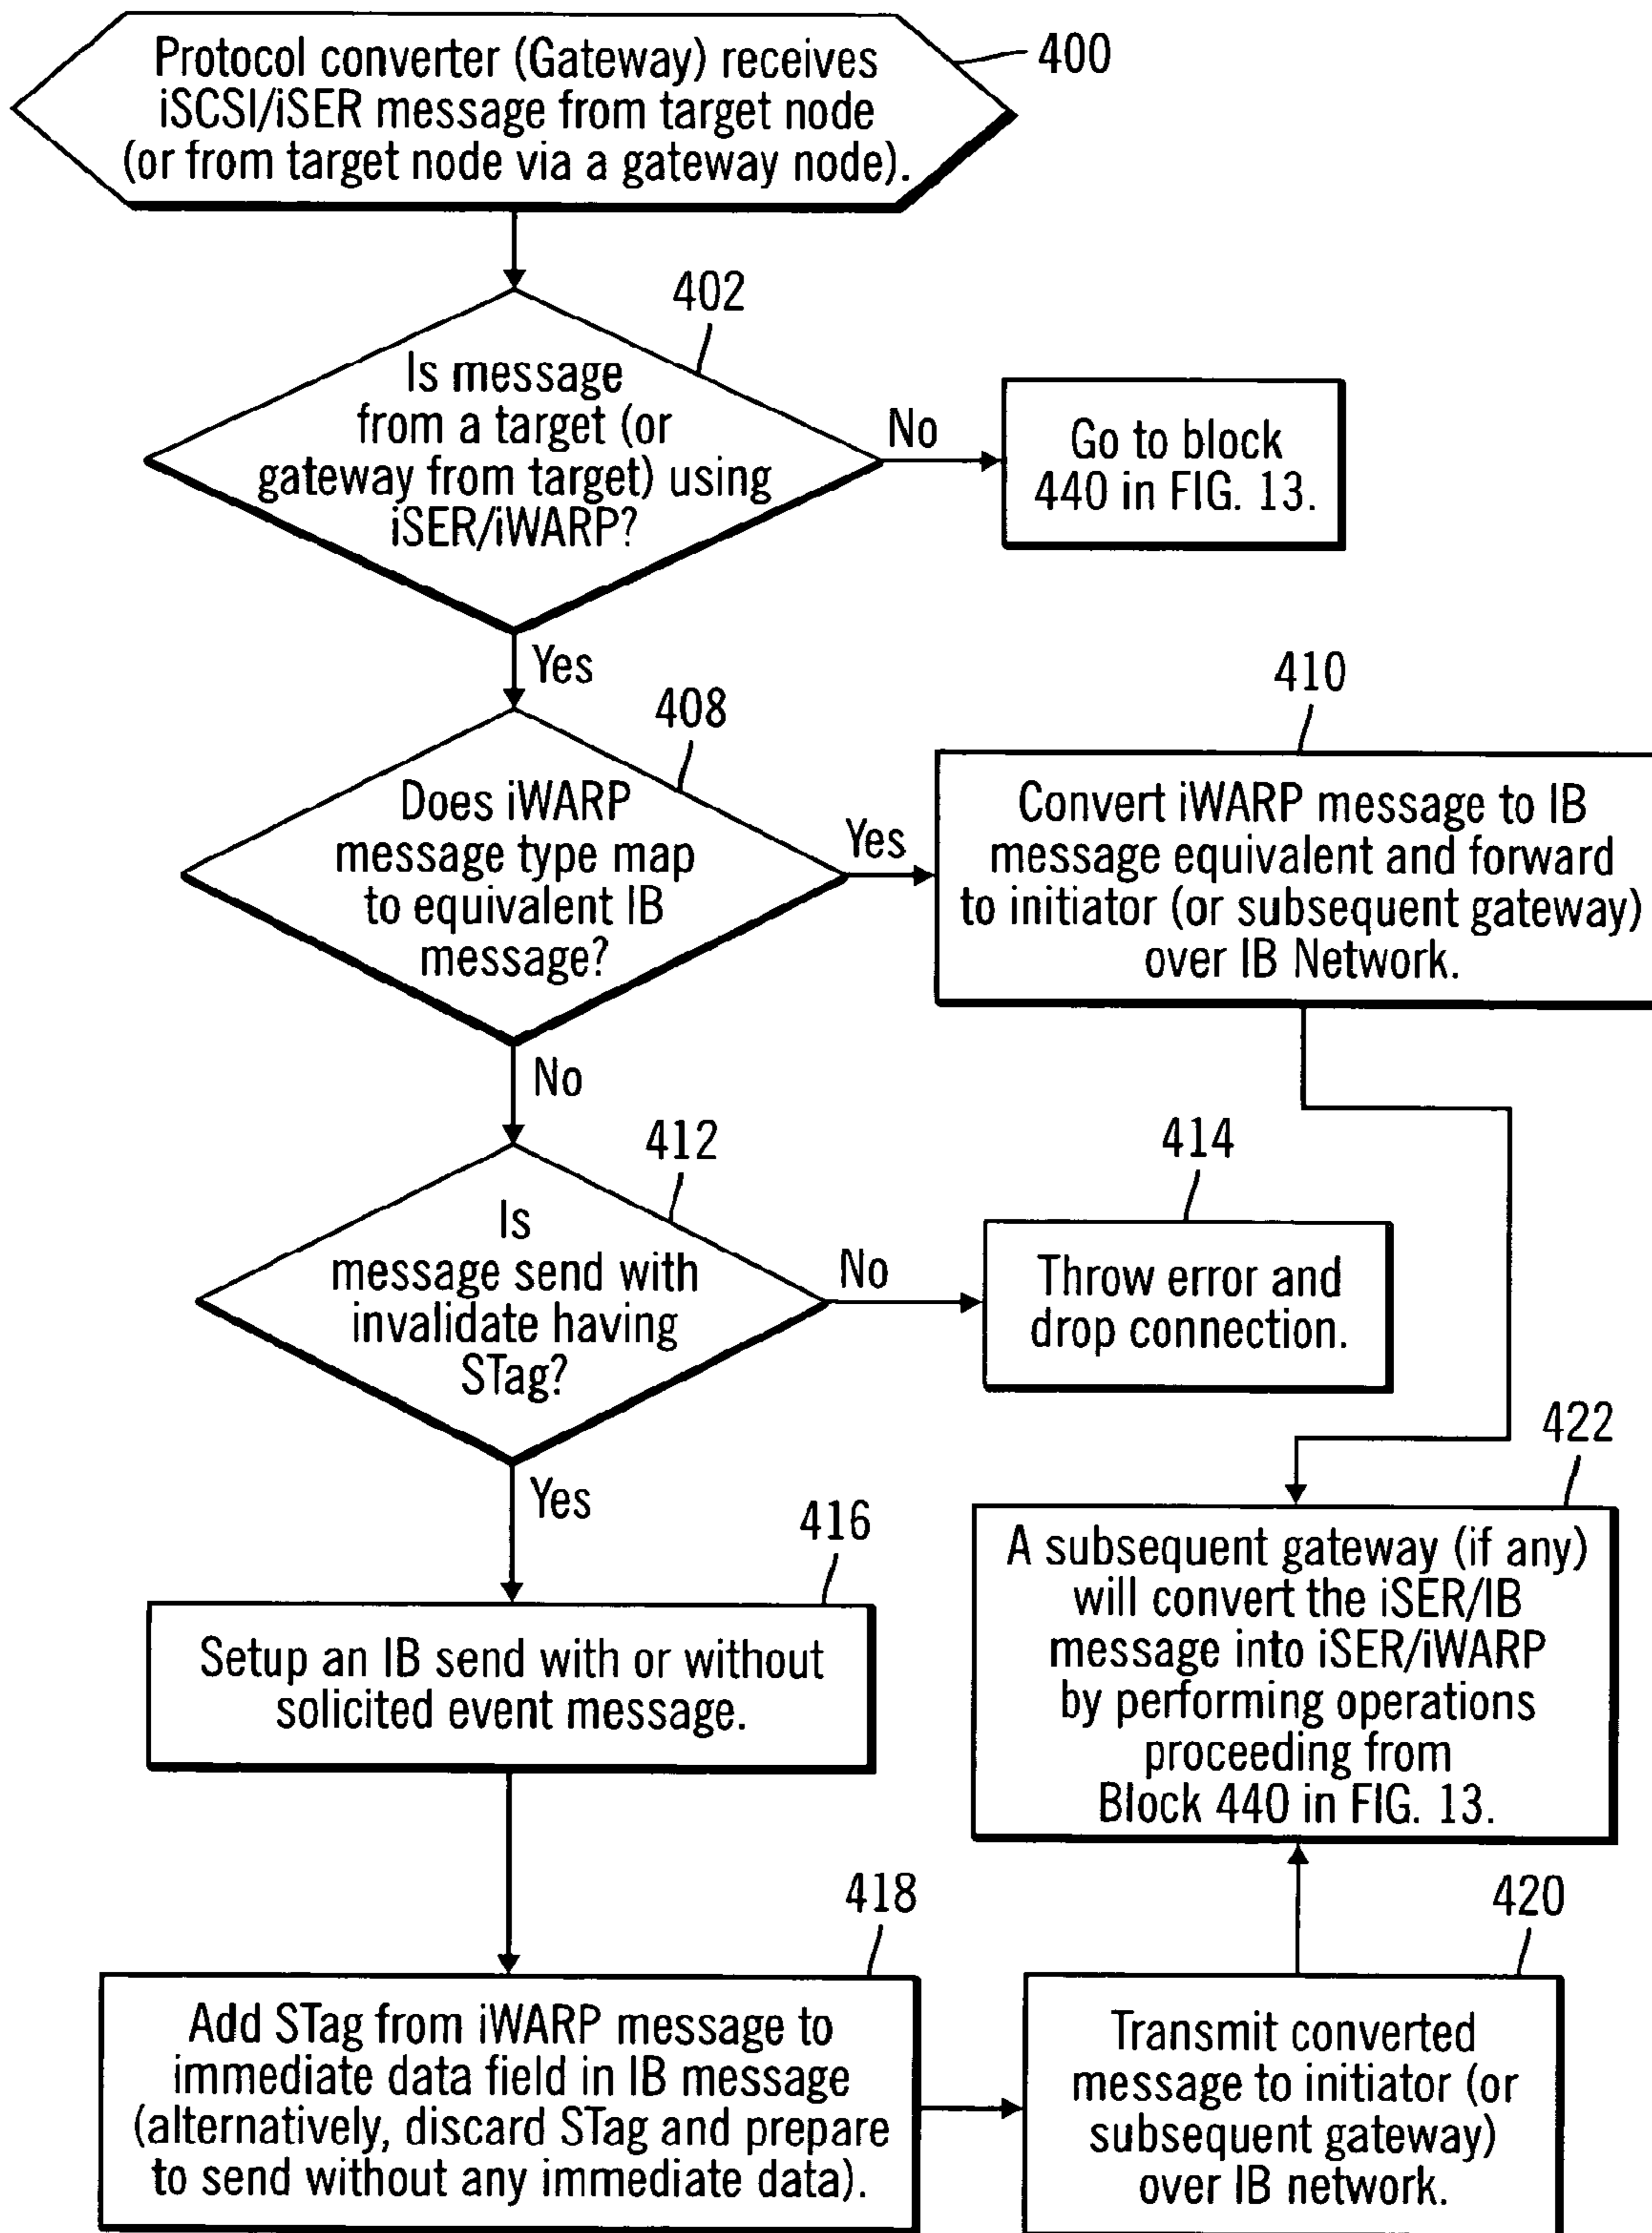 Protocol converter (Gateway) receives
iSCSI/iSER message from target node
(or from target node via a gateway node).
400
402
Is message
from a target (or
gateway from target) using
iSER/iWARP?
No
Go to block
440 in FIG. 13.
Yes
408
Does iWARP
message type map
to equivalent IB
message?
Yes
410
Convert iWARP message to IB
message equivalent and forward
to initiator (or subsequent gateway)
over IB Network.
No
412
Is
message send with
invalidate having
STag?
No
414
Throw error and
drop connection.
Yes
416
Setup an IB send with or without
solicited event message.
422
A subsequent gateway (if any)
will convert the iSER/IB
message into iSER/iWARP
by performing operations
proceeding from
Block 440 in FIG. 13.
418
Add STag from iWARP message to
immediate data field in IB message
(alternatively, discard STag and prepare
to send without any immediate data).
420
Transmit converted
message to initiator (or
subsequent gateway)
over IB network.